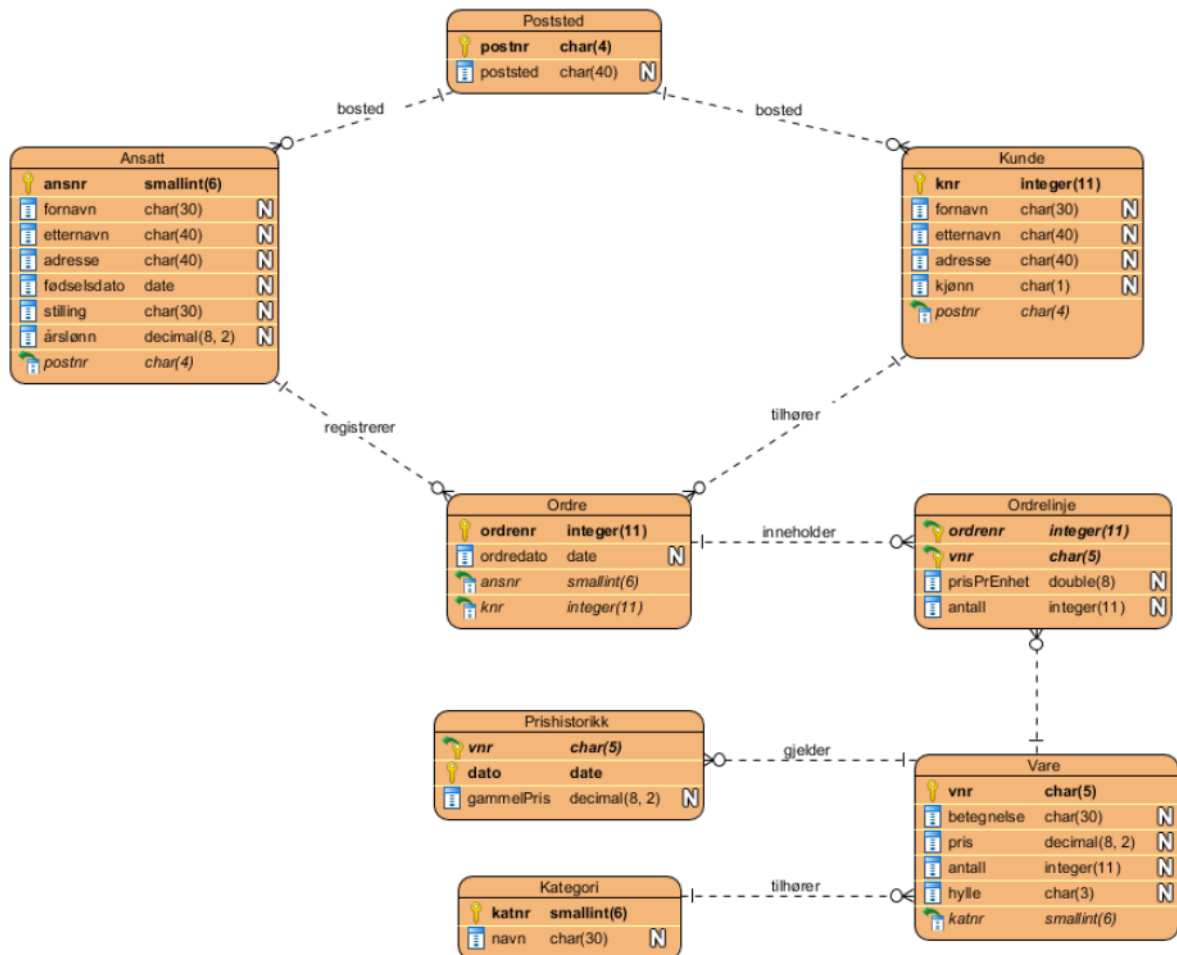 Poststed
postnr char(4)
poststed char(40) N
bosted
bosted
Ansatt
ansnr smallint(6)
fornavn char(30) N
etternavn char(40) N
adresse char(40) N
fødselsdato date N
stilling char(30) N
årslønn decimal(8, 2) N
postnr char(4)
Kunde
knr integer(11)
fornavn char(30) N
etternavn char(40) N
adresse char(40) N
kjønn char(1) N
postnr char(4)
registrerer
tilhører
Ordre
ordrenr integer(11)
ordredato date N
ansnr smallint(6)
knr integer(11)
inneholder
Ordrelinje
ordrenr integer(11)
vnr char(5)
prisPrEnhet double(8) N
antall integer(11) N
Prishistorikk
vnr char(5)
dato date
gammelPris decimal(8, 2) N
gjelder
Vare
vnr char(5)
betegnelse char(30) N
pris decimal(8, 2) N
antall integer(11) N
hylle char(3) N
katnr smallint(6)
Kategori
katnr smallint(6)
navn char(30) N
tilhører